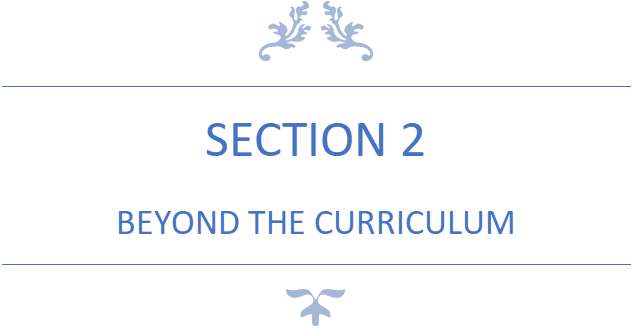 SECTION 2
BEYOND THE CURRICULUM